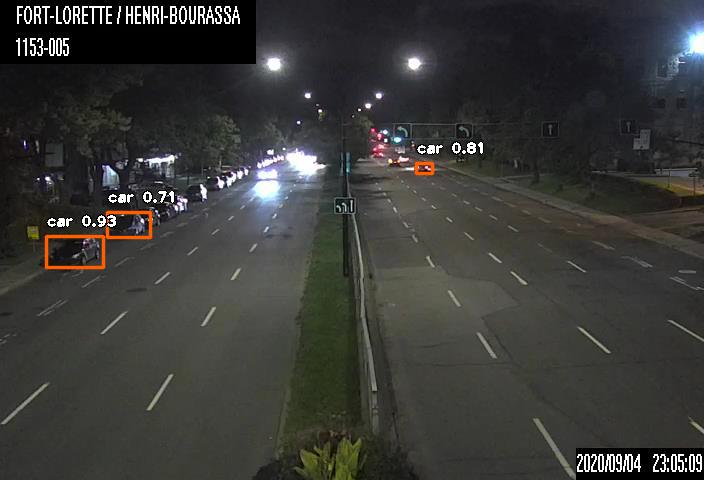 FORT-LORETTE / HENRI-BOURASSA
1153-005
car 0.81
car 0.71
car 0.93
2020/09/04 23:05:09